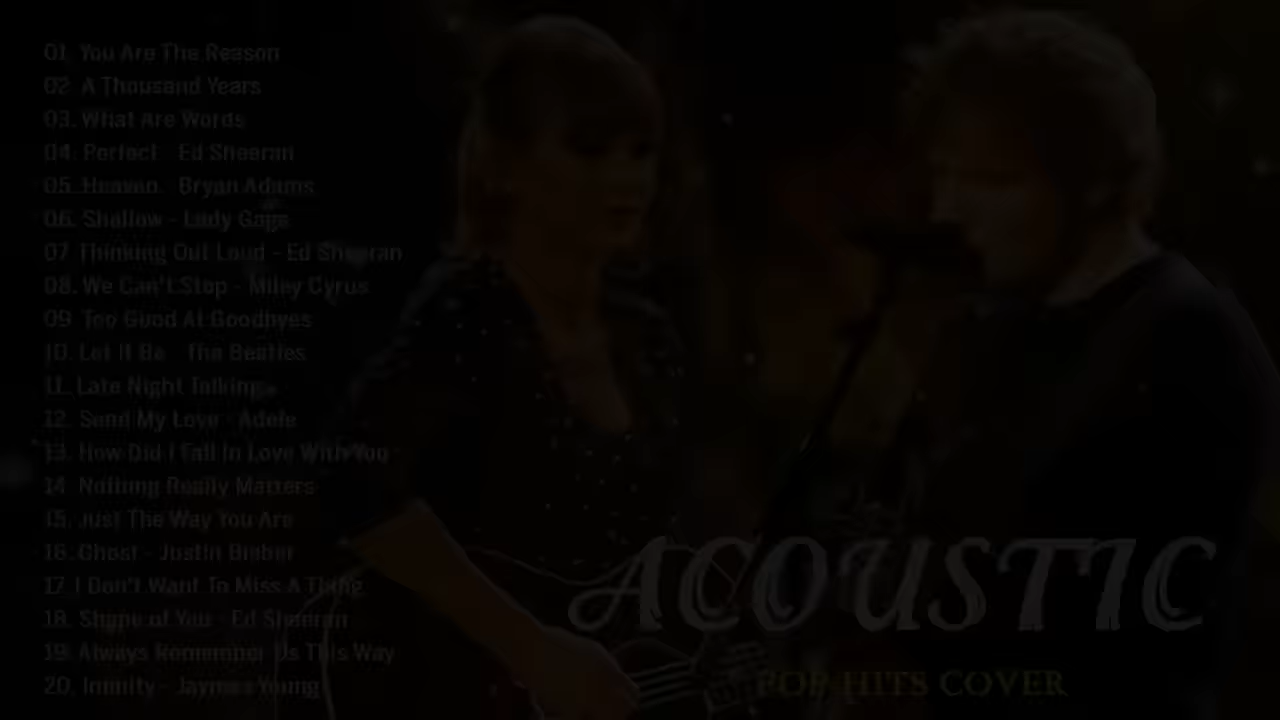 01. You Are The Reason
02. A Thousand Years
03. What Are Words
04. Perfect - Ed Sheeran
05. Heaven - Bryan Adams
06. Shallow - Lady Gaga
07. Thinking Out Loud - Ed Sheeran
08. We Can't Stop - Miley Cyrus
09. Too Good At Goodbyes
10. Let It Be - The Beatles
11. Late Night Talking
12. Send My Love - Adele
13. How Did I Fall In Love With You
14. Nothing Really Matters
15. Just The Way You Are
16. Ghost - Justin Bieber
17. I Don't Want To Miss A Thing
18. Shape of You - Ed Sheeran
19. Always Remember Us This Way
20. Infinity - Jaymes Young
ACOUSTIC
POP HITS COVER